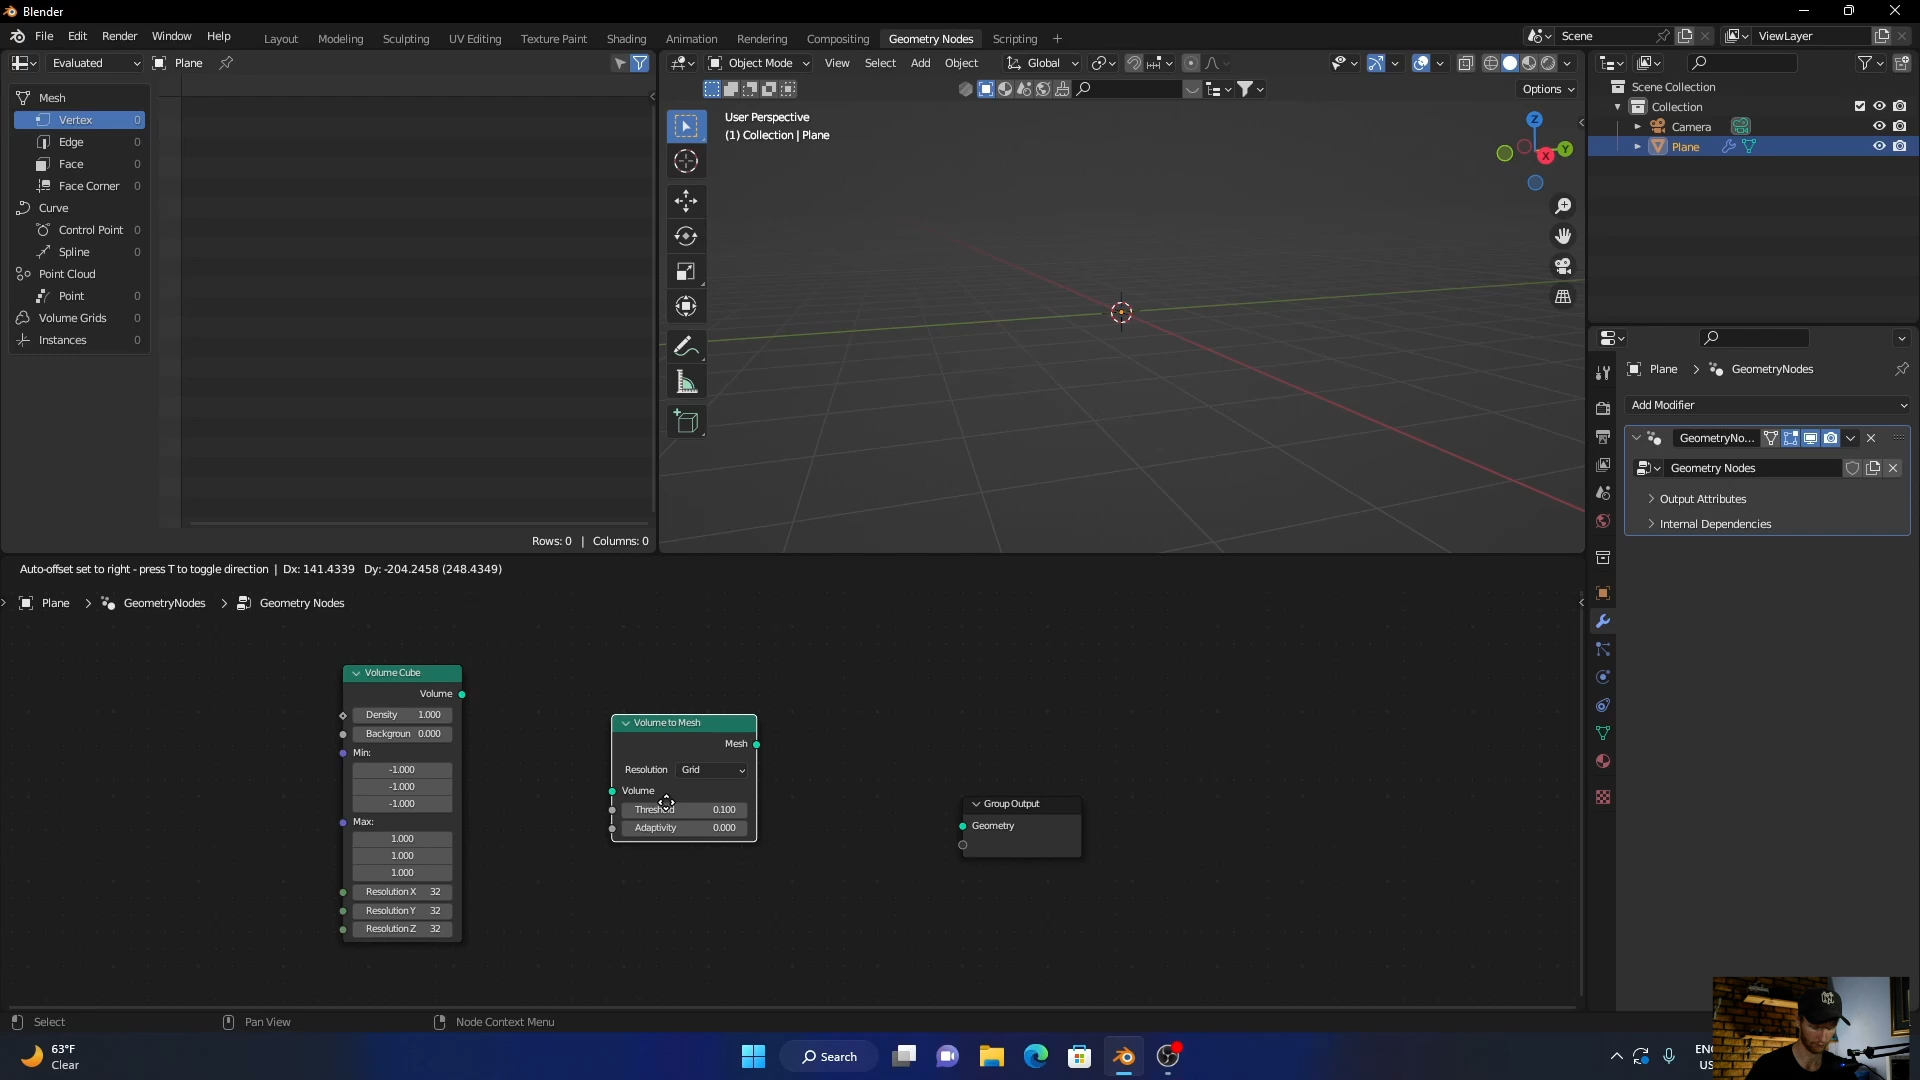 Blender
File Edit Render Window Help
Layout Modeling Sculpting UV Editing Texture Paint Shading Animation Rendering Compositing Geometry Nodes Scripting
Scene ViewLayer
Evaluated Plane
Object Mode View Select Add Object Global
Options
Mesh
Vertex 0
Edge 0
Face 0
Face Corner 0
Curve
Control Point 0
Spline 0
Point Cloud
Point 0
Volume Grids 0
Instances 0
Rows: 0 | Columns: 0
User Perspective
(1) Collection | Plane
Z
Y
X
Scene Collection
Collection
Camera
Plane
Plane GeometryNodes
Add Modifier
GeometryNo...
Geometry Nodes
Output Attributes
Internal Dependencies
Auto-offset set to right - press T to toggle direction | Dx: 141.4339 Dy: -204.2458 (248.4349)
Plane GeometryNodes Geometry Nodes
Volume Cube
Volume
Density 1.000
Backgroun 0.000
Min:
-1.000
-1.000
-1.000
Max:
1.000
1.000
1.000
Resolution X 32
Resolution Y 32
Resolution Z 32
Volume to Mesh
Mesh
Resolution Grid
Volume
Threshold 0.100
Adaptivity 0.000
Group Output
Geometry
Select Pan View Node Context Menu
63°F
Clear
Search